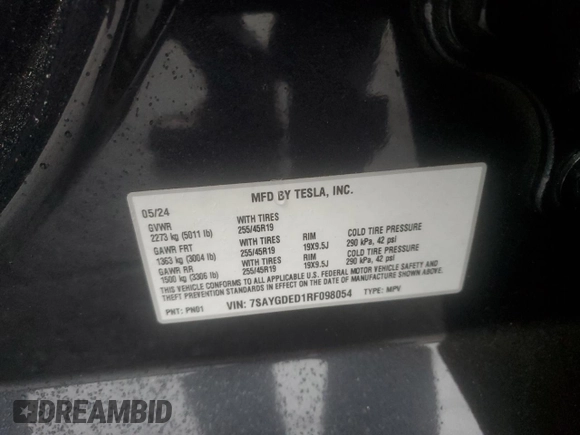 MFD BY TESLA, INC.
05/24
GVWR WITH TIRES
2273 kg (5011 lb) 255/45R19
GAWR FRT WITH TIRES RIM COLD TIRE PRESSURE
1363 kg (3004 lb) 255/45R19 19X9.5J 290 kPa, 42 psi
GAWR RR WITH TIRES RIM COLD TIRE PRESSURE
1500 kg (3306 lb) 255/45R19 19X9.5J 290 kPa, 42 psi
THIS VEHICLE CONFORMS TO ALL APPLICABLE U.S. FEDERAL MOTOR VEHICLE SAFETY AND
THEFT PREVENTION STANDARDS IN EFFECT ON THE DATE OF MANUFACTURE SHOWN ABOVE.
PNT: PN01 VIN: 7SAYGDED1RF098054 TYPE: MPV
DREAMBID